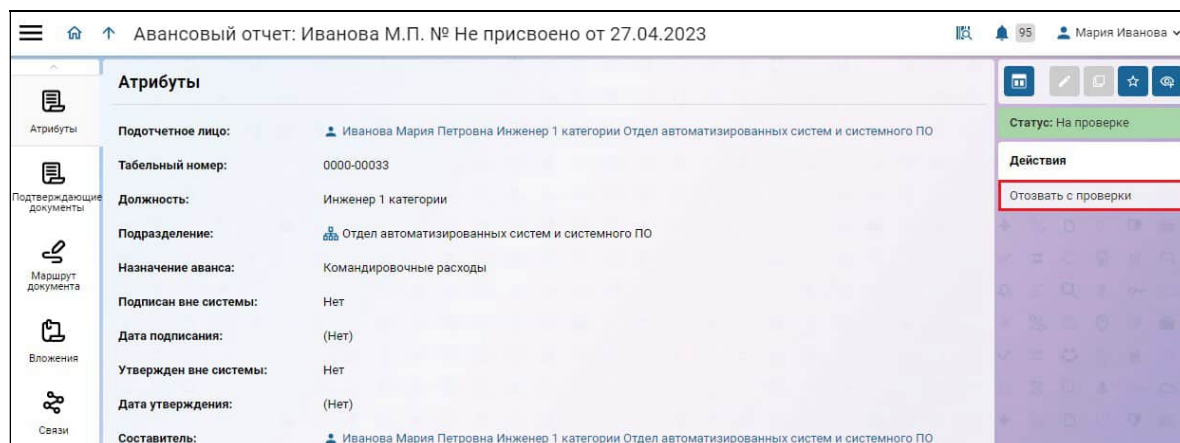 Авансовый отчет: Иванова М.П. № Не присвоено от 27.04.2023
95
Мария Иванова
Атрибуты
Подтверждающие
документы
Маршрут
документа
Вложения
Связи
Атрибуты
Подотчетное лицо: Иванова Мария Петровна Инженер 1 категории Отдел автоматизированных систем и системного ПО
Табельный номер: 0000-00033
Должность: Инженер 1 категории
Подразделение: Отдел автоматизированных систем и системного ПО
Назначение аванса: Командировочные расходы
Подписан вне системы: Нет
Дата подписания: (Нет)
Утвержден вне системы: Нет
Дата утверждения: (Нет)
Составитель: Иванова Мария Петровна Инженер 1 категории Отдел автоматизированных систем и системного ПО
Статус: На проверке
Действия
Отозвать с проверки